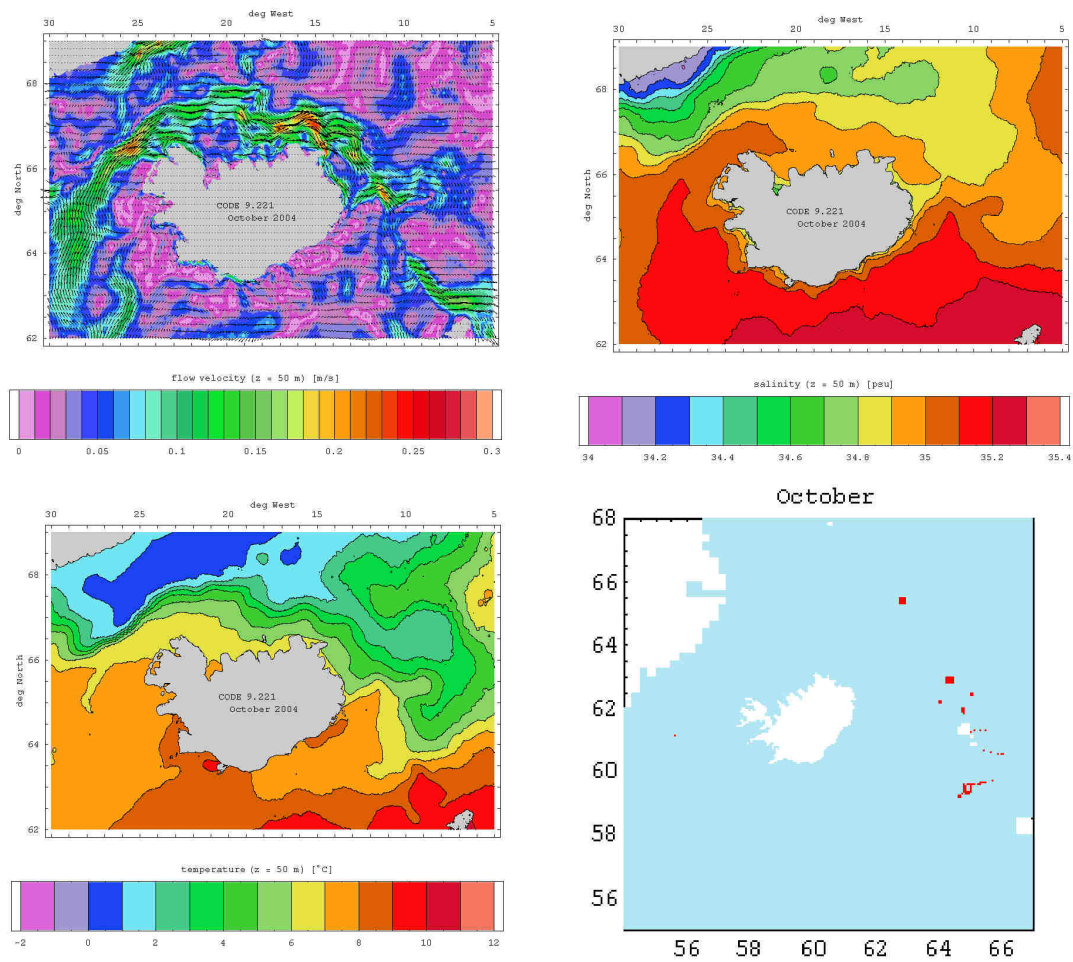 deg West
30 25 20 15 10 5
68
66
64
62
deg North
CODE 9.221
October 2004
flow velocity (z = 50 m) [m/s]
0 0.05 0.1 0.15 0.2 0.25 0.3
deg West
30 25 20 15 10 5
68
66
64
62
deg North
CODE 9.221
October 2004
salinity (z = 50 m) [psu]
34 34.2 34.4 34.6 34.8 35 35.2 35.4
deg West
30 25 20 15 10 5
68
66
64
62
deg North
CODE 9.221
October 2004
temperature (z = 50 m) [°C]
-2 0 2 4 6 8 10 12
October
68
66
64
62
60
58
56
56 58 60 62 64 66